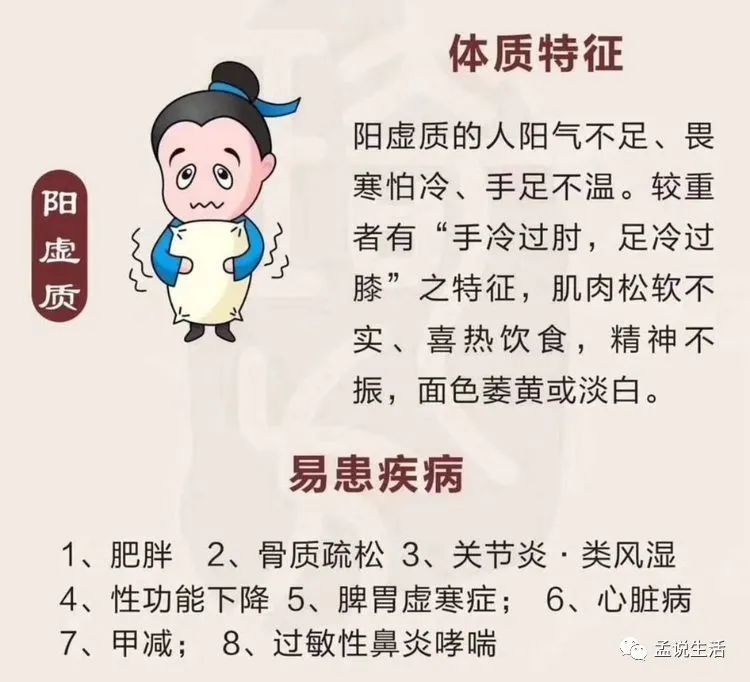 体质特征
阳虚质
阳虚质的人阳气不足、畏
寒怕冷、手足不温。较重
者有“手冷过肘，足冷过
膝”之特征，肌肉松软不
实、喜热饮食，精神不
振，面色萎黄或淡白。
易患疾病
1、肥胖 2、骨质疏松 3、关节炎·类风湿
4、性功能下降 5、脾胃虚寒症； 6、心脏病
7、甲减； 8、过敏性鼻炎哮喘
孟说生活